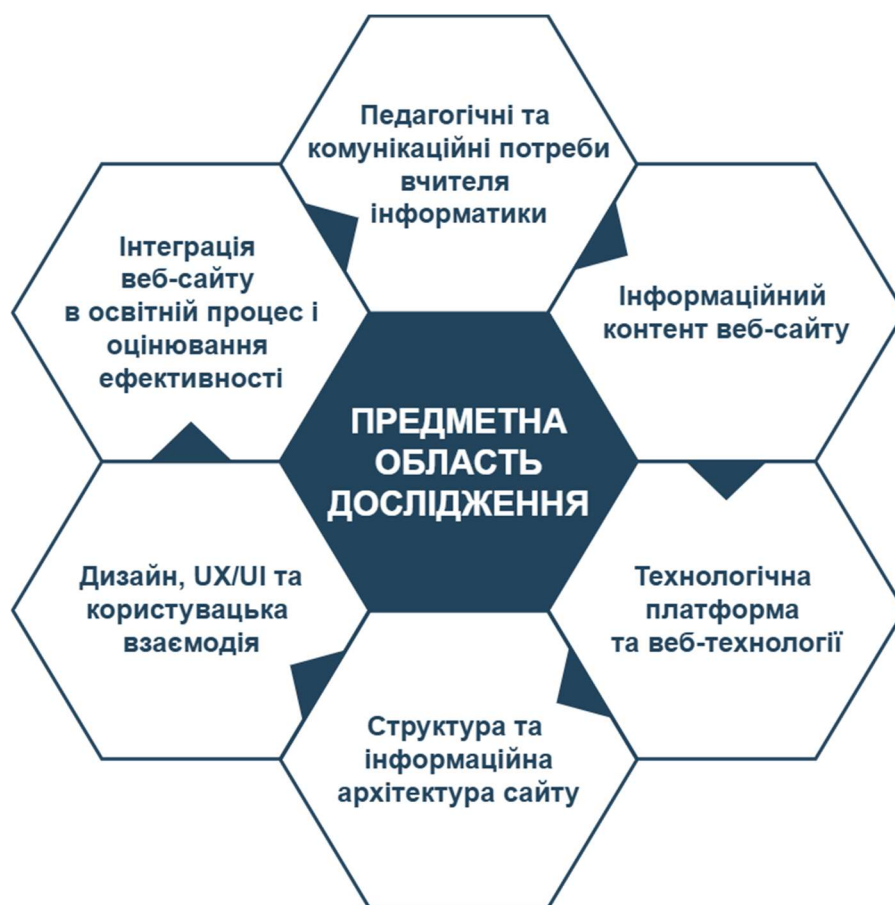 Педагогічні та
комунікаційні потреби
вчителя
інформатики
Інформаційний
контент веб-сайту
Технологічна
платформа
та веб-технології
Структура та
інформаційна
архітектура сайту
Дизайн, UX/UI та
користувацька
взаємодія
Інтеграція
веб-сайту
в освітній процес і
оцінювання
ефективності
ПРЕДМЕТНА
ОБЛАСТЬ
ДОСЛІДЖЕННЯ